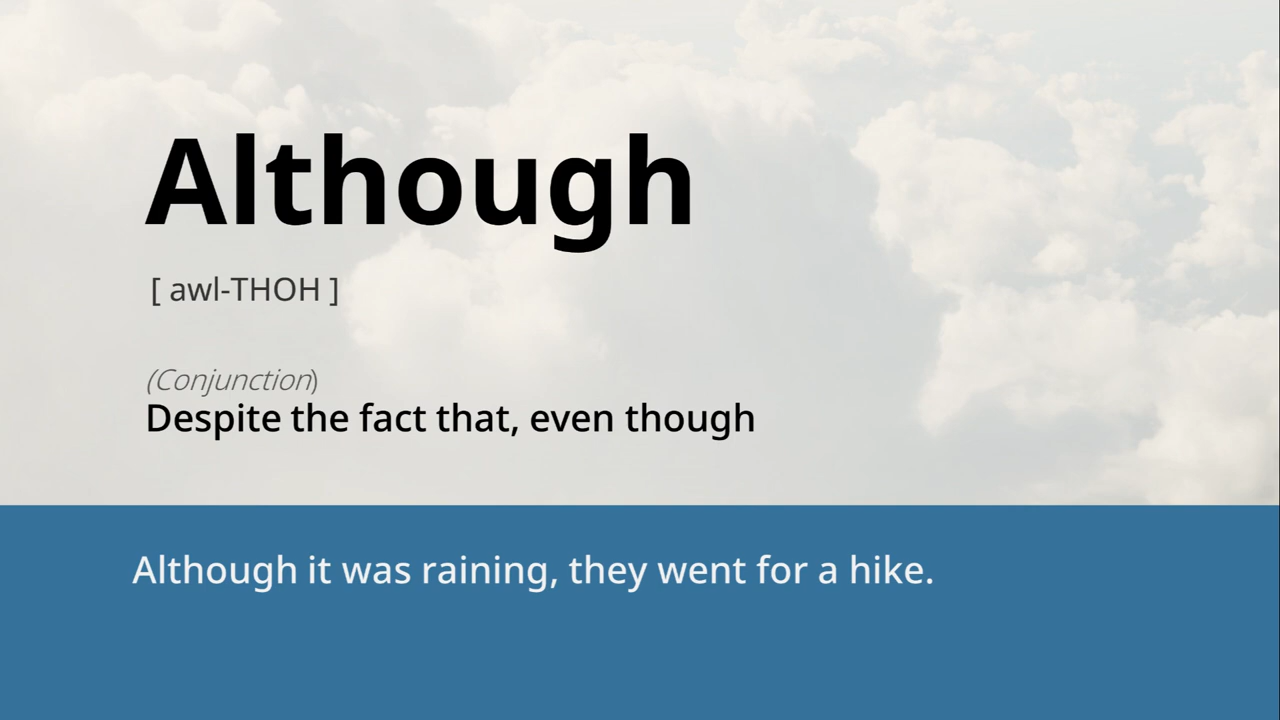 Although
[ awl-THOH ]
(Conjunction)
Despite the fact that, even though
Although it was raining, they went for a hike.